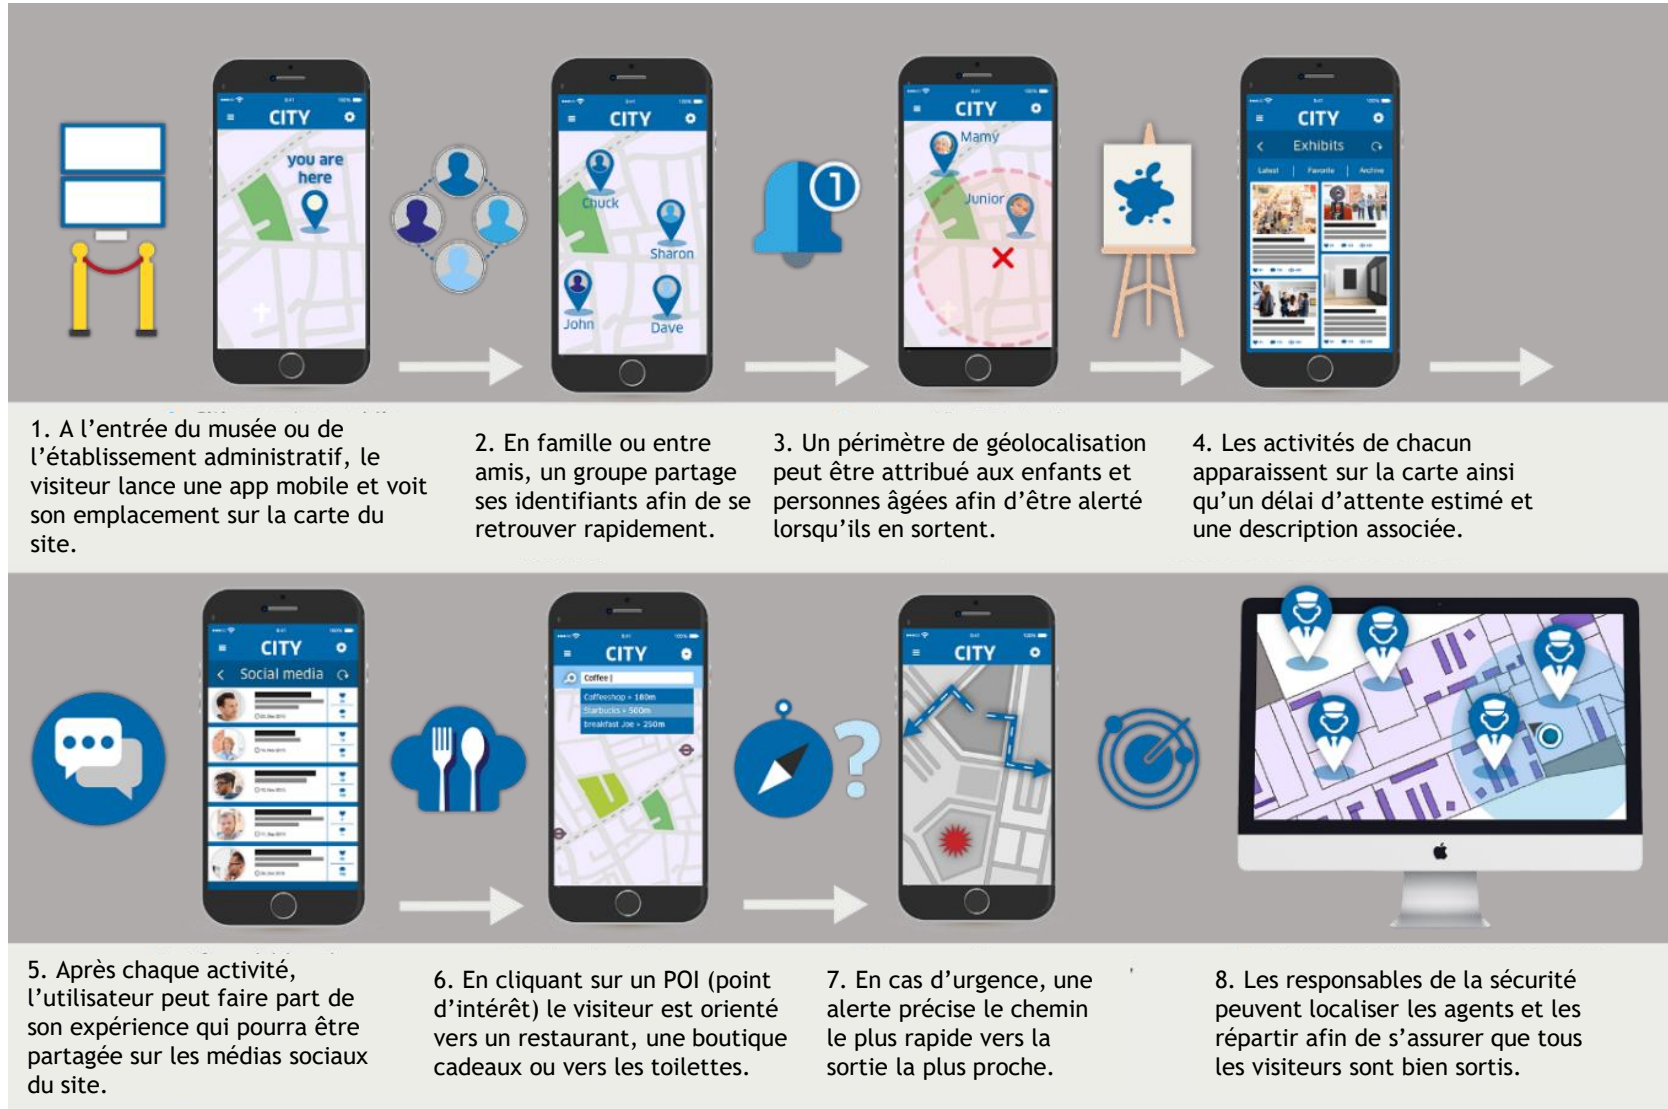 CITY
you are
here
CITY
Chuck
Sharon
John
Dave
1
CITY
Mamy
Junior
CITY
Exhibits
Latest
Favorite
Archive
1. A l’entrée du musée ou de
l’établissement administratif, le
visiteur lance une app mobile et voit
son emplacement sur la carte du
site.
2. En famille ou entre
amis, un groupe partage
ses identifiants afin de se
retrouver rapidement.
3. Un périmètre de géolocalisation
peut être attribué aux enfants et
personnes âgées afin d’être alerté
lorsqu’ils en sortent.
4. Les activités de chacun
apparaissent sur la carte ainsi
qu’un délai d’attente estimé et
une description associée.
CITY
Social media
CITY
Coffee
Coffeeshop > 180m
Starbucks > 500m
breakfast Joe > 250m
?
CITY
5. Après chaque activité,
l’utilisateur peut faire part de
son expérience qui pourra être
partagée sur les médias sociaux
du site.
6. En cliquant sur un POI (point
d’intérêt) le visiteur est orienté
vers un restaurant, une boutique
cadeaux ou vers les toilettes.
7. En cas d’urgence, une
alerte précise le chemin
le plus rapide vers la
sortie la plus proche.
8. Les responsables de la sécurité
peuvent localiser les agents et les
répartir afin de s’assurer que tous
les visiteurs sont bien sortis.